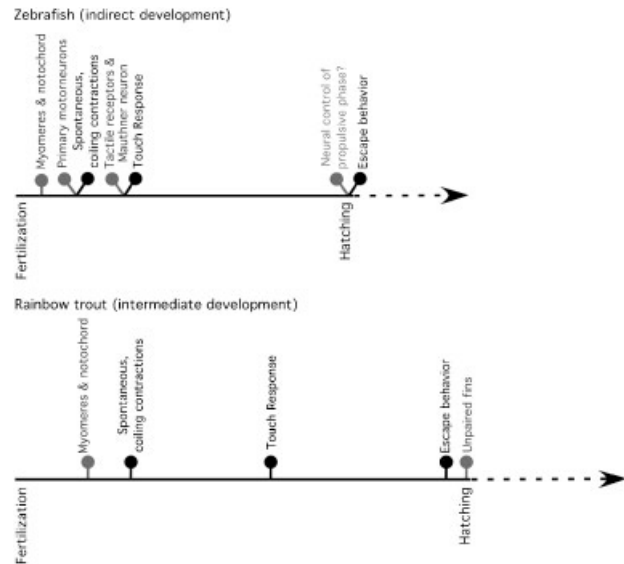 Zebrafish (indirect development)
Myomeres & notochord
Primary motorneurons
Spontaneous,
coiling contractions
Tactile receptors &
Mauthner neuron
Touch Response
Neural control of
propulsive phase?
Escape behavior
Fertilization
Hatching
Rainbow trout (intermediate development)
Myomeres & notochord
Spontaneous,
coiling contractions
Touch Response
Escape behavior
Unpaired fins
Fertilization
Hatching